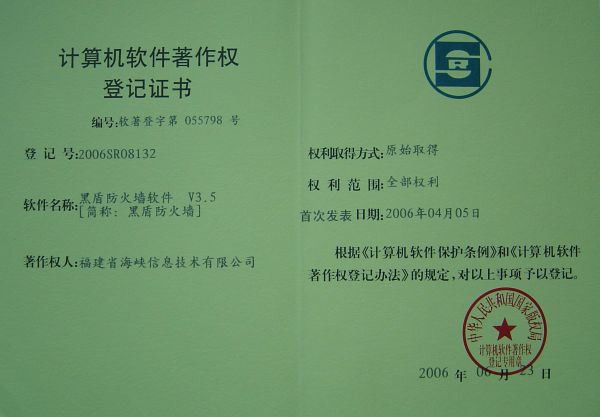 计算机软件著作权
登记证书
编号:软著登字第 055798 号
登 记 号:2006SR08132
软件名称:黑盾防火墙软件 V3.5
[简称: 黑盾防火墙]
著作权人:福建省海峡信息技术有限公司
SR
权利取得方式:原始取得
权 利 范 围:全部权利
首次发表日期:2006年04月05日
根据《计算机软件保护条例》和《计算机软件
著作权登记办法》的规定,对以上事项予以登记。
中华人民共和国国家版权局
计算机软件著作权
登记专用章
2006 年 06 月 23 日